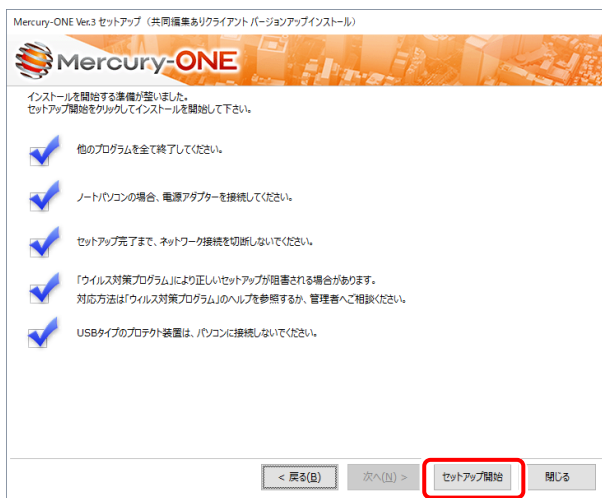 Mercury-ONE Ver.3 セットアップ（共同編集ありクライアント バージョンアップインストール）
Mercury-ONE
インストールを開始する準備が整いました。
セットアップ開始をクリックしてインストールを開始して下さい。
他のプログラムを全て終了してください。
ノートパソコンの場合、電源アダプターを接続してください。
セットアップ完了まで、ネットワーク接続を切断しないでください。
「ウイルス対策プログラム」により正しいセットアップが阻害される場合があります。
対応方法は「ウィルス対策プログラム」のヘルプを参照するか、管理者へご相談ください。
USBタイプのプロテクト装置は、パソコンに接続しないでください。
< 戻る(B) 次へ(N) > セットアップ開始 閉じる